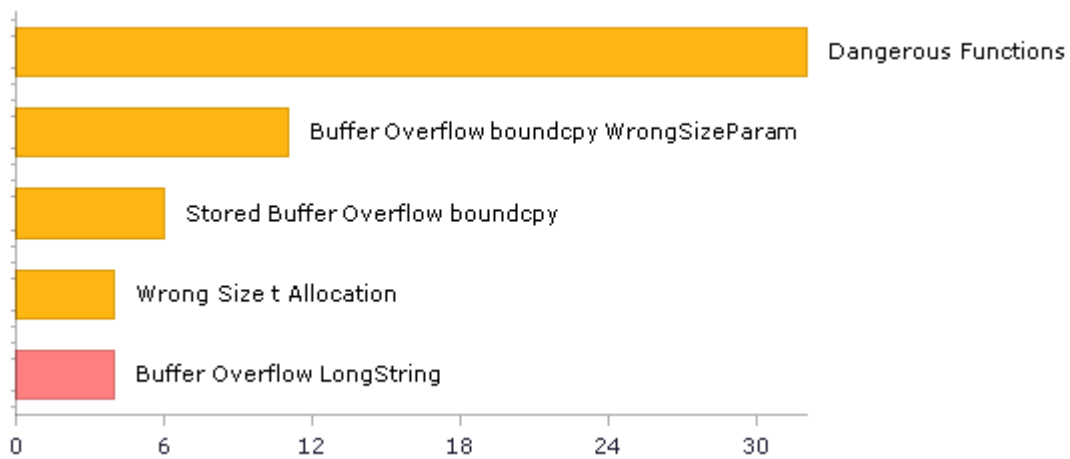 Dangerous Functions
Buffer Overflow boundcpy WrongSizeParam
Stored Buffer Overflow boundcpy
Wrong Size t Allocation
Buffer Overflow LongString
0 6 12 18 24 30